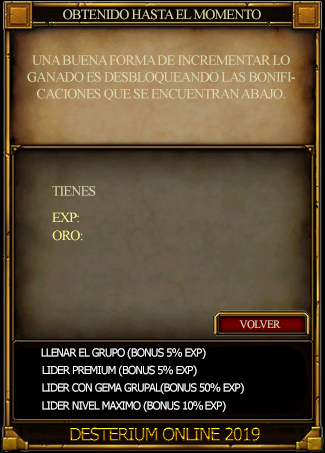 OBTENIDO HASTA EL MOMENTO
UNA BUENA FORMA DE INCREMENTAR LO
GANADO ES DESBLOQUEANDO LAS BONIFI-
CACIONES QUE SE ENCUENTRAN ABAJO.
TIENES
EXP:
ORO:
VOLVER
LLENAR EL GRUPO (BONUS 5% EXP)
LIDER PREMIUM (BONUS 5% EXP)
LIDER CON GEMA GRUPAL(BONUS 50% EXP)
LIDER NIVEL MAXIMO (BONUS 10% EXP)
DESTERIUM ONLINE 2019